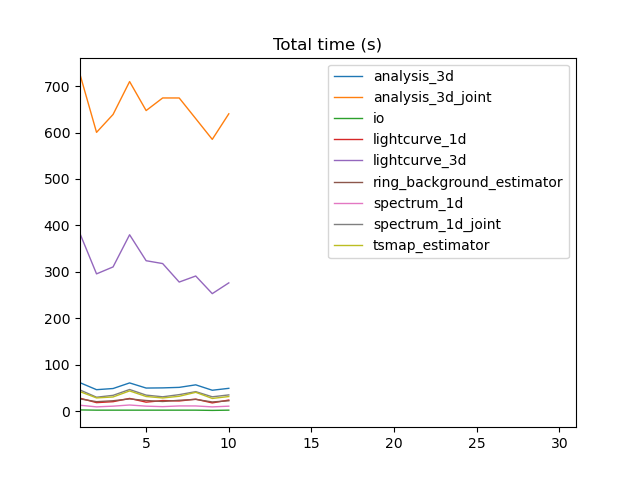 Total time (s)
analysis_3d
analysis_3d_joint
io
lightcurve_1d
lightcurve_3d
ring_background_estimator
spectrum_1d
spectrum_1d_joint
tsmap_estimator
700
600
500
400
300
200
100
0
5 10 15 20 25 30